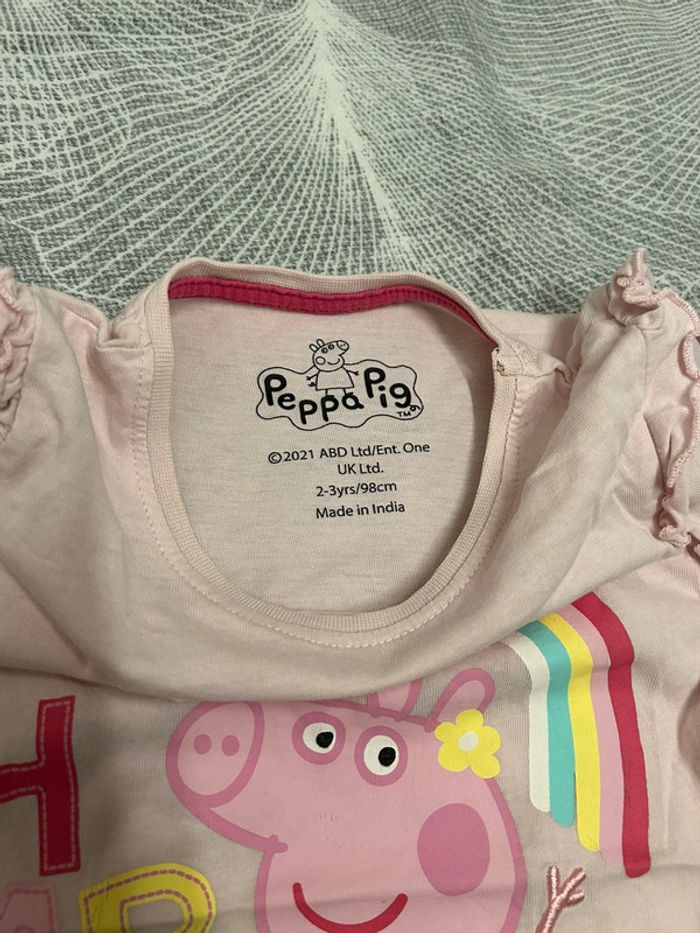 Peppa Pig
TM
©2021 ABD Ltd/Ent. One
UK Ltd.
2-3yrs/98cm
Made in India
H